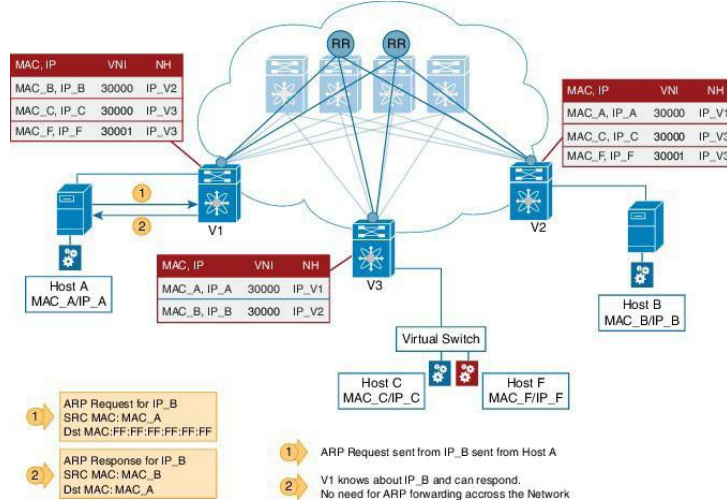 RR
RR
MAC, IP VNI NH
MAC_B, IP_B 30000 IP_V2
MAC_C, IP_C 30000 IP_V3
MAC_F, IP_F 30001 IP_V3
MAC, IP VNI NH
MAC_A, IP_A 30000 IP_V1
MAC_C, IP_C 30000 IP_V3
MAC_F, IP_F 30001 IP_V3
1
2
V1
V2
V3
Host A
MAC_A/IP_A
MAC, IP VNI NH
MAC_A, IP_A 30000 IP_V1
MAC_B, IP_B 30000 IP_V2
Host B
MAC_B/IP_B
Virtual Switch
Host C
MAC_C/IP_C
Host F
MAC_F/IP_F
1
ARP Request for IP_B
SRC MAC: MAC_A
Dst MAC:FF:FF:FF:FF:FF:FF
2
ARP Response for IP_B
SRC MAC: MAC_B
Dst MAC: MAC_A
1 ARP Request sent from IP_B sent from Host A
2 V1 knows about IP_B and can respond.
No need for ARP forwarding accross the Network